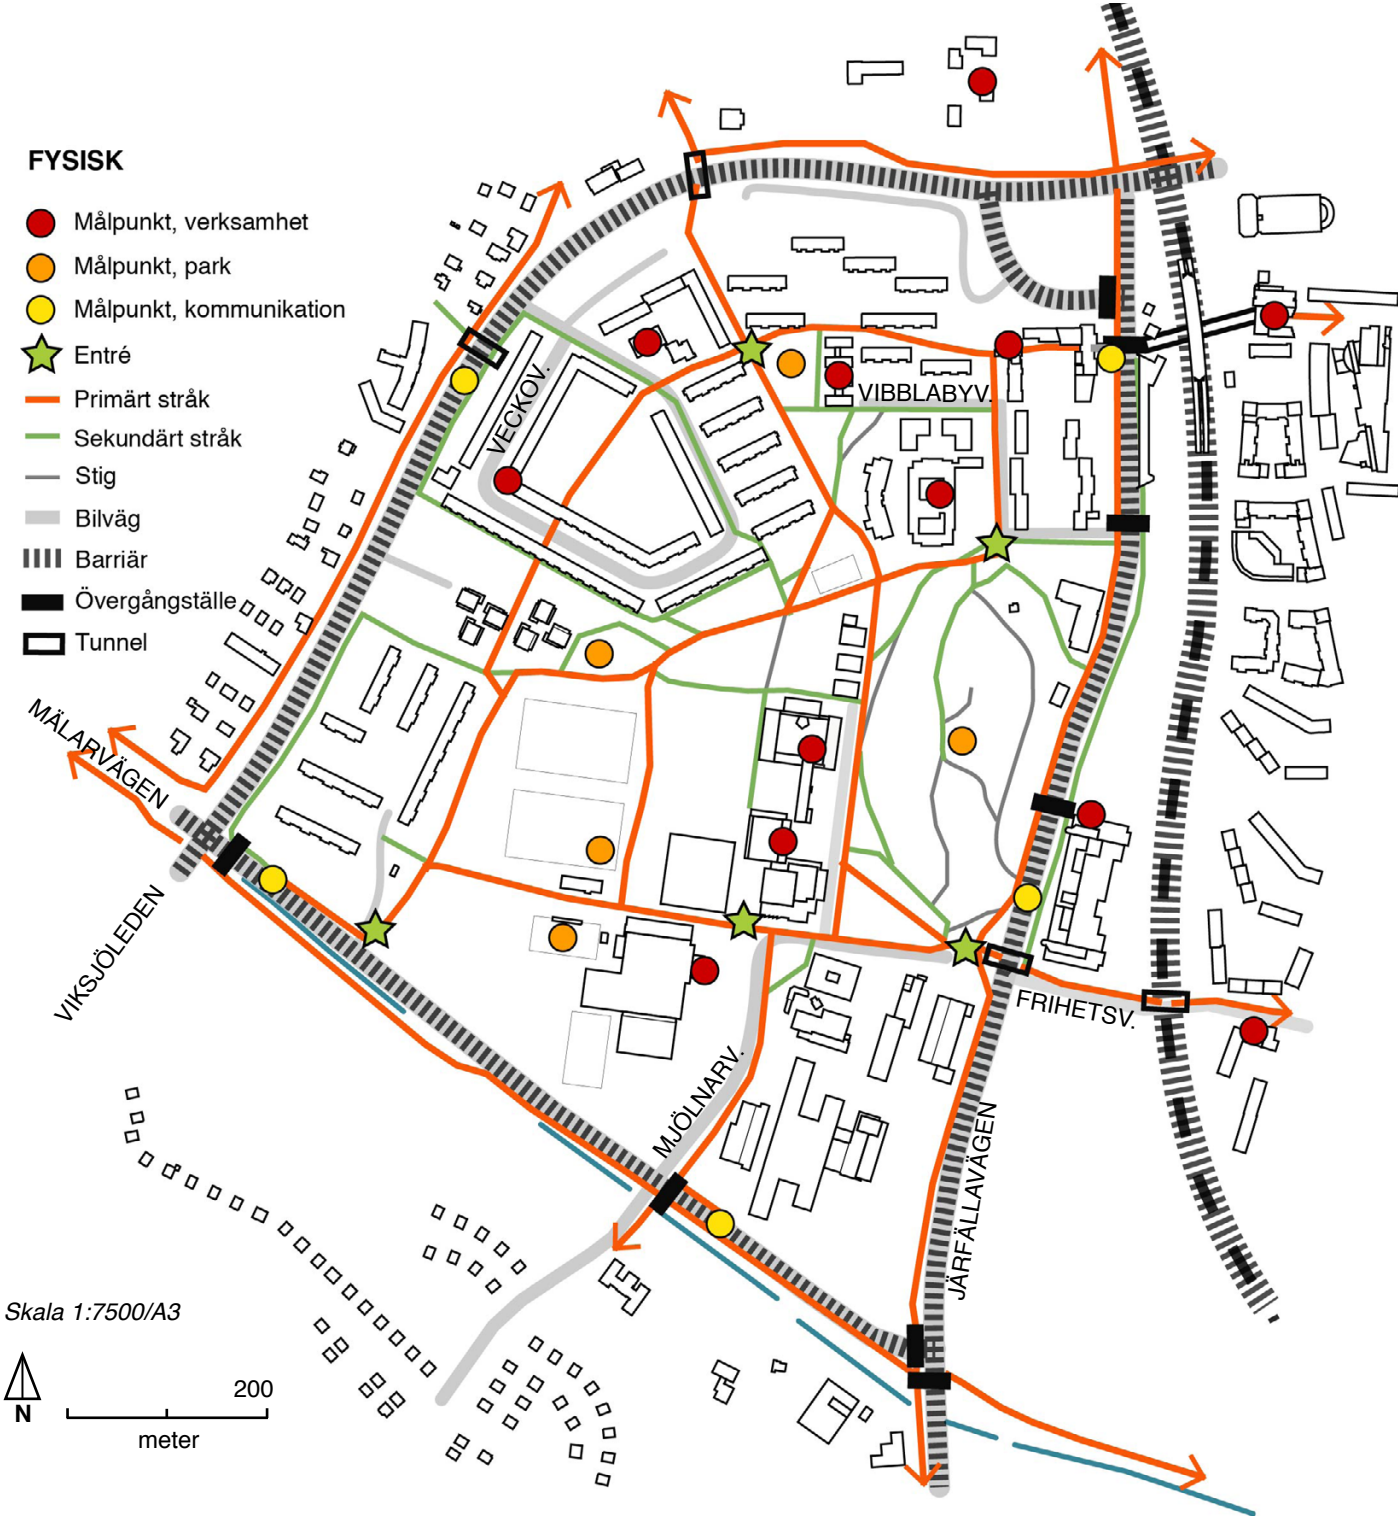 FYSISK
Målpunkt, verksamhet
Målpunkt, park
Målpunkt, kommunikation
Entré
Primärt stråk
Sekundärt stråk
Stig
Bilväg
Barriär
Övergångställe
Tunnel
VECKOV.
VIBBLABYV.
MÄLARVÄGEN
VIKSJÖLEDEN
FRIHETSV.
MJÖLNARV.
JÄRFÄLLAVÄGEN
Skala 1:7500/A3
N
200
meter